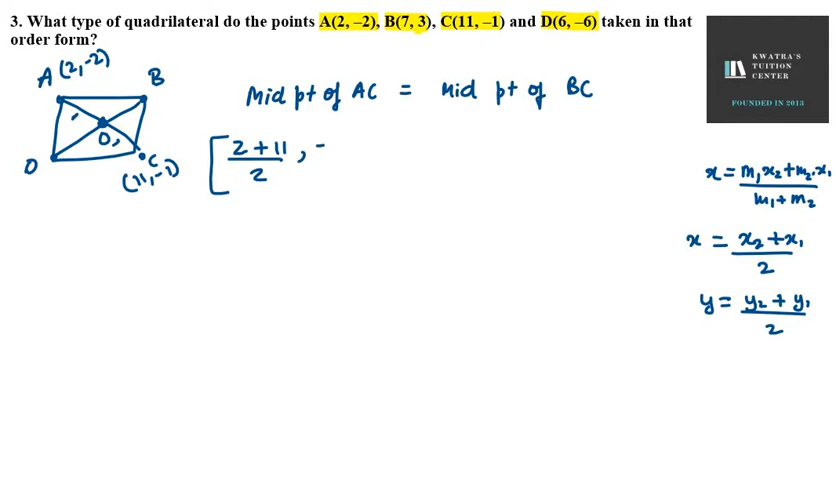 3. What type of quadrilateral do the points A(2, –2), B(7, 3), C(11, –1) and D(6, –6) taken in that
order form?
KWATRA'S
TUITION
CENTER
FOUNDED IN 2013
A (2,-2)
B
Mid pt of AC = mid pt of BC
O,
D
C
(11,-1)
[ 2+11 / 2 , -
x = m₁x₂+m₂.x₁ / m₁+m₂
x = x₂+x₁ / 2
y = y₂+y₁ / 2